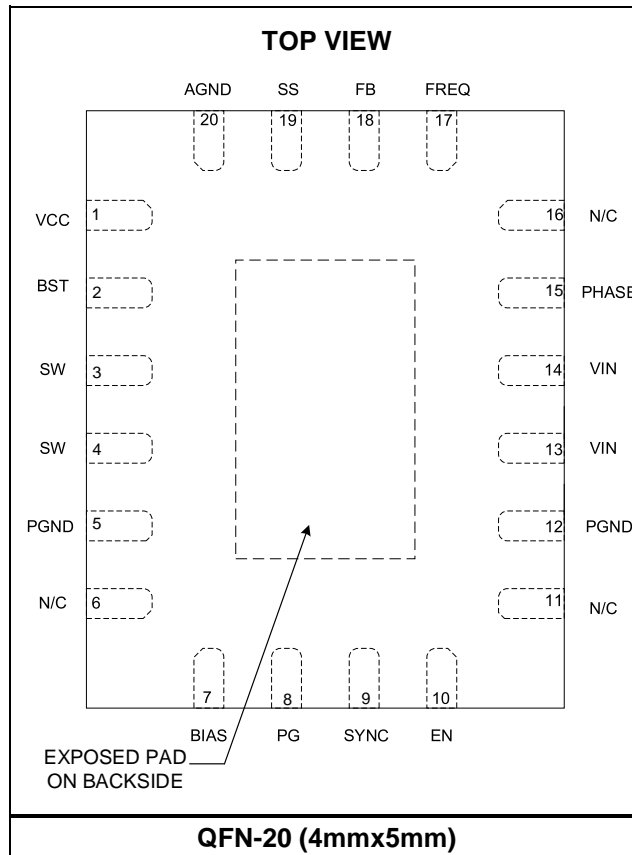 TOP VIEW
AGND SS FB FREQ
20 19 18 17
VCC 1 16 N/C
BST 2 15 PHASE
SW 3 14 VIN
SW 4 13 VIN
PGND 5 12 PGND
N/C 6 11 N/C
7 8 9 10
BIAS PG SYNC EN
EXPOSED PAD
ON BACKSIDE
QFN-20 (4mmx5mm)